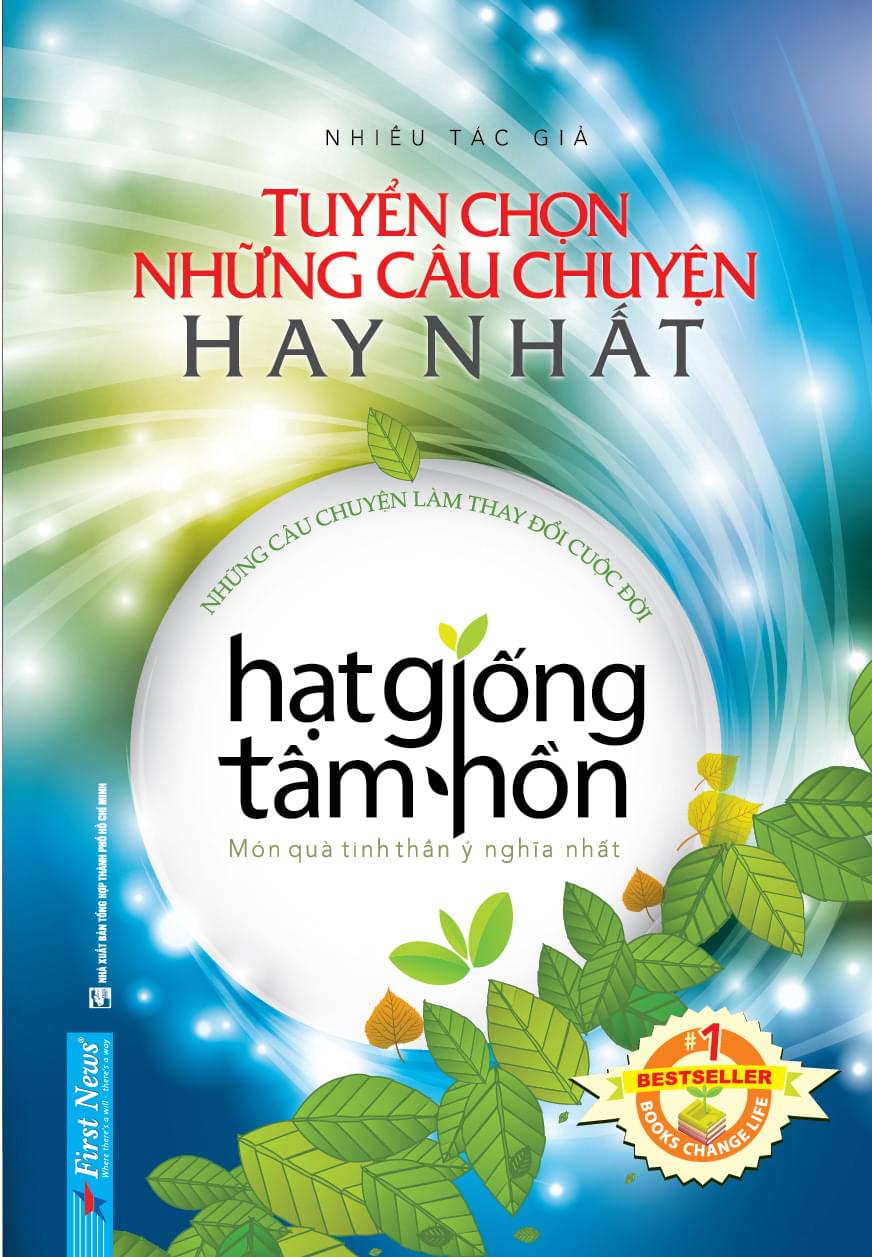 NHIỀU TÁC GIẢ
TUYỂN CHỌN
NHỮNG CÂU CHUYỆN
HAY NHẤT
NHỮNG CÂU CHUYỆN LÀM THAY ĐỔI CUỘC ĐỜI
hạt giống
tâm hồn
Món quà tinh thần ý nghĩa nhất
NHÀ XUẤT BẢN TỔNG HỢP THÀNH PHỐ HỒ CHÍ MINH
First News®
Where there's a will - there's a way
#1
BESTSELLER
BOOKS CHANGE LIFE